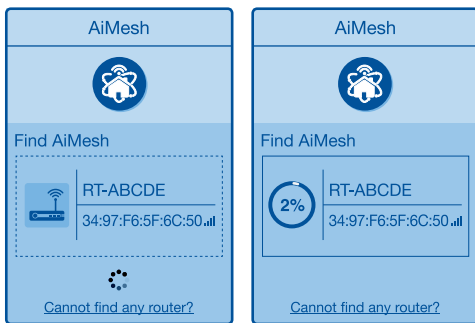 AiMesh
Find AiMesh
RT-ABCDE
34:97:F6:5F:6C:50
Cannot find any router?
AiMesh
Find AiMesh
2%
RT-ABCDE
34:97:F6:5F:6C:50
Cannot find any router?